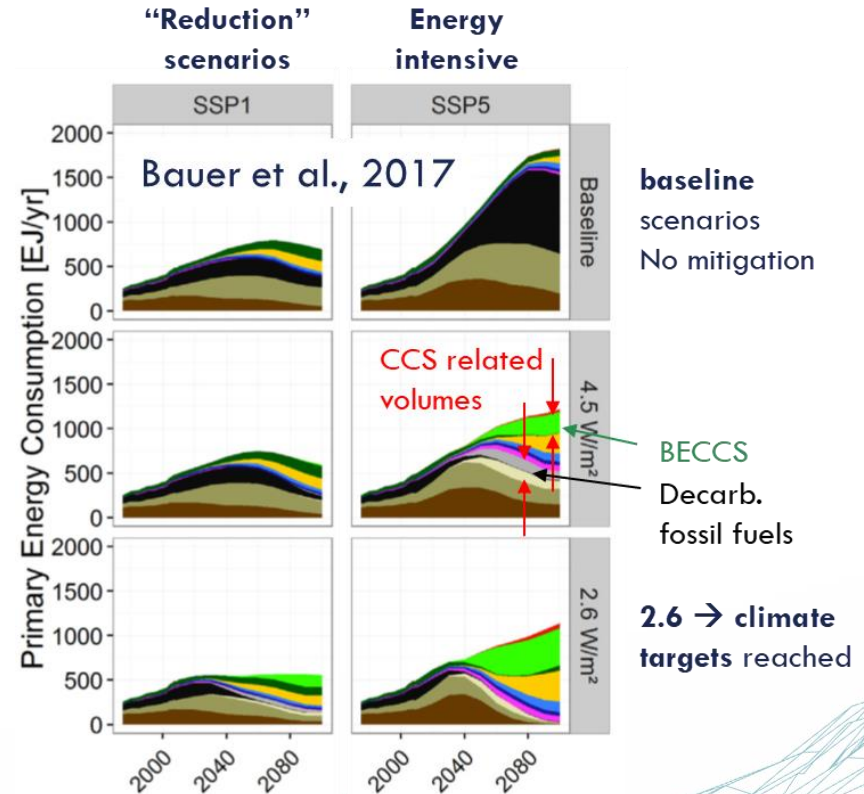 “Reduction” scenarios
Energy intensive
SSP1
SSP5
Primary Energy Consumption [EJ/yr]
2000
1500
1000
500
0
Bauer et al., 2017
Baseline
baseline
scenarios
No mitigation
2000
1500
1000
500
0
CCS related
volumes
4.5 W/m²
BECCS
Decarb.
fossil fuels
2000
1500
1000
500
0
2.6 W/m²
2.6 → climate
targets reached
2000
2040
2080
2000
2040
2080